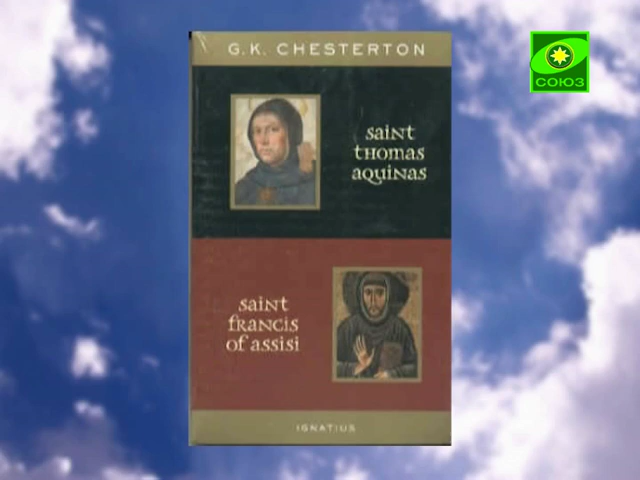 G.K. CHESTERTON
saint
thomas
aquinas
saint
francis
of assisi
IGNATIUS
СОЮЗ